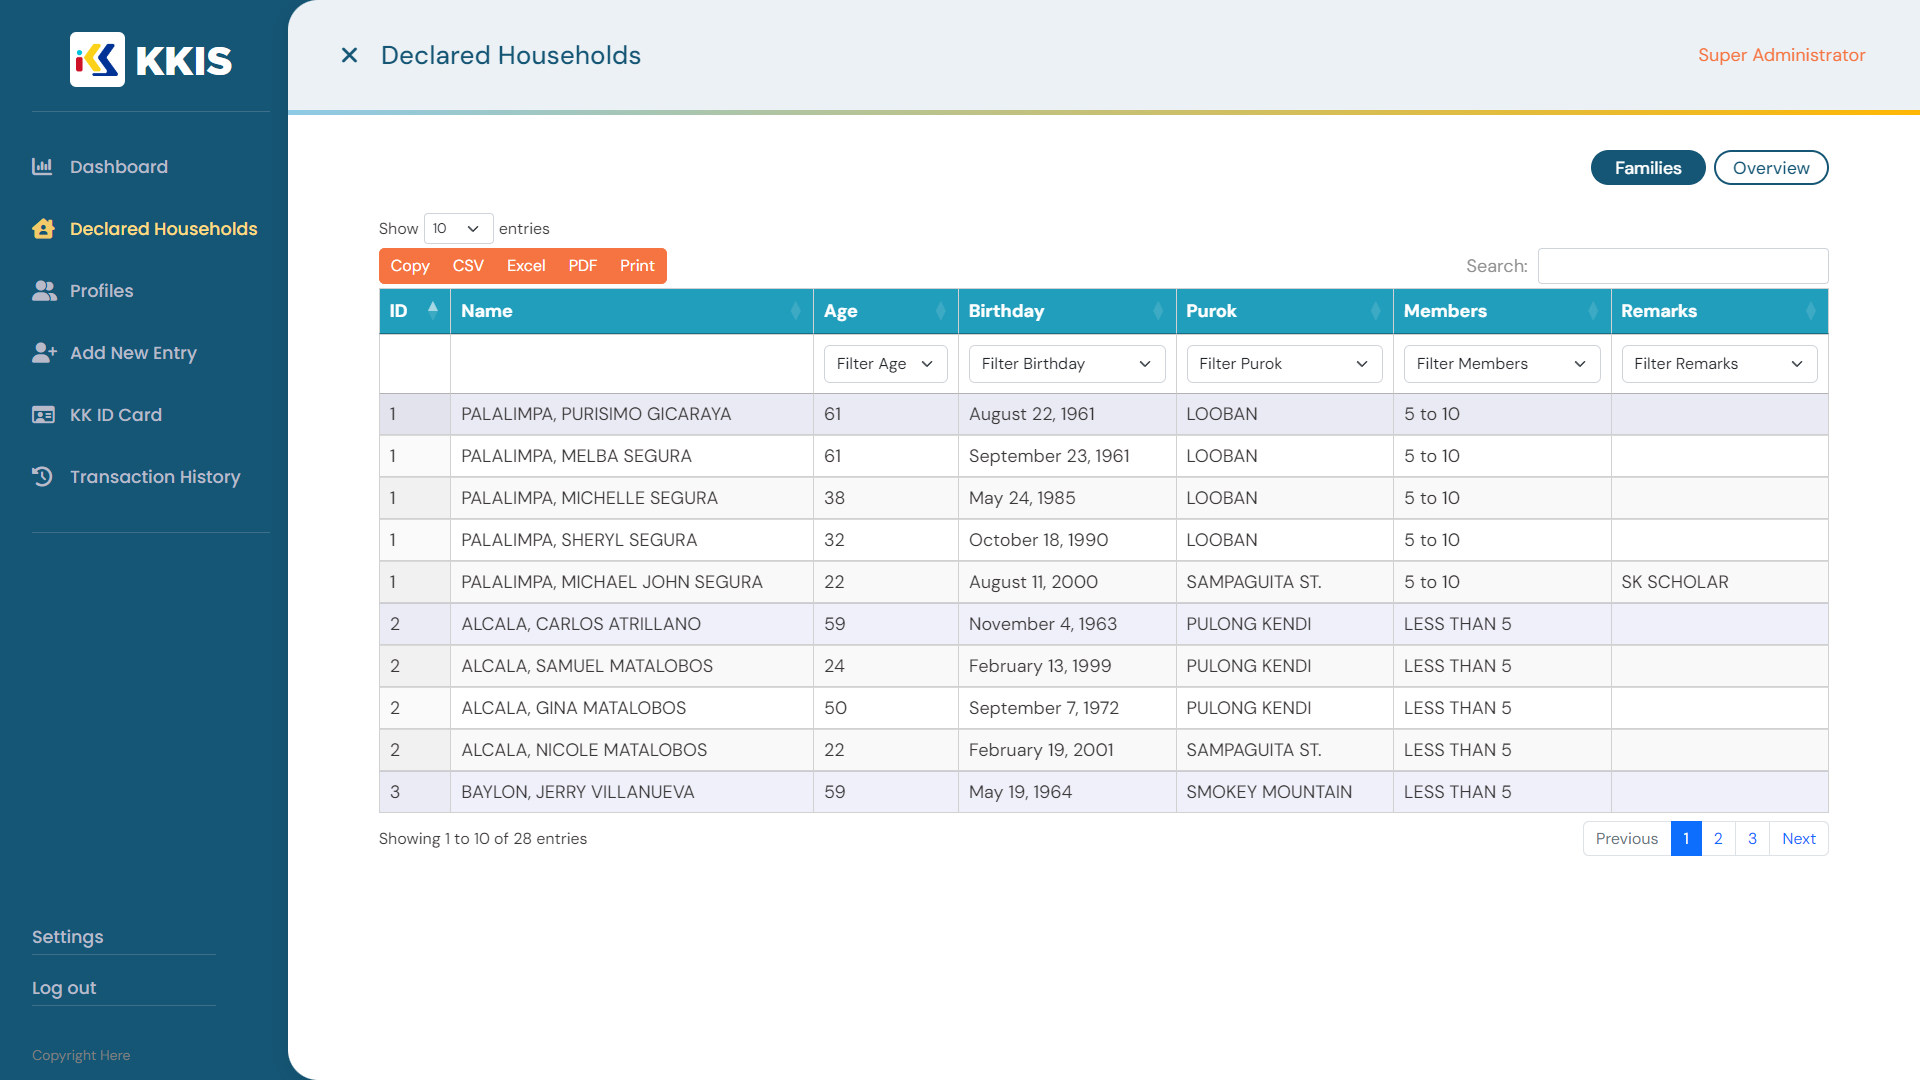 KKIS
Declared Households
Super Administrator
Dashboard
Declared Households
Profiles
Add New Entry
KK ID Card
Transaction History
Settings
Log out
Copyright Here
Families Overview
Show 10 entries
Copy CSV Excel PDF Print
Search:
ID Name Age Birthday Purok Members Remarks
Filter Age Filter Birthday Filter Purok Filter Members Filter Remarks
1 PALALIMPA, PURISIMO GICARAYA 61 August 22, 1961 LOOBAN 5 to 10
1 PALALIMPA, MELBA SEGURA 61 September 23, 1961 LOOBAN 5 to 10
1 PALALIMPA, MICHELLE SEGURA 38 May 24, 1985 LOOBAN 5 to 10
1 PALALIMPA, SHERYL SEGURA 32 October 18, 1990 LOOBAN 5 to 10
1 PALALIMPA, MICHAEL JOHN SEGURA 22 August 11, 2000 SAMPAGUITA ST. 5 to 10 SK SCHOLAR
2 ALCALA, CARLOS ATRILLANO 59 November 4, 1963 PULONG KENDI LESS THAN 5
2 ALCALA, SAMUEL MATALOBOS 24 February 13, 1999 PULONG KENDI LESS THAN 5
2 ALCALA, GINA MATALOBOS 50 September 7, 1972 PULONG KENDI LESS THAN 5
2 ALCALA, NICOLE MATALOBOS 22 February 19, 2001 SAMPAGUITA ST. LESS THAN 5
3 BAYLON, JERRY VILLANUEVA 59 May 19, 1964 SMOKEY MOUNTAIN LESS THAN 5
Showing 1 to 10 of 28 entries
Previous 1 2 3 Next